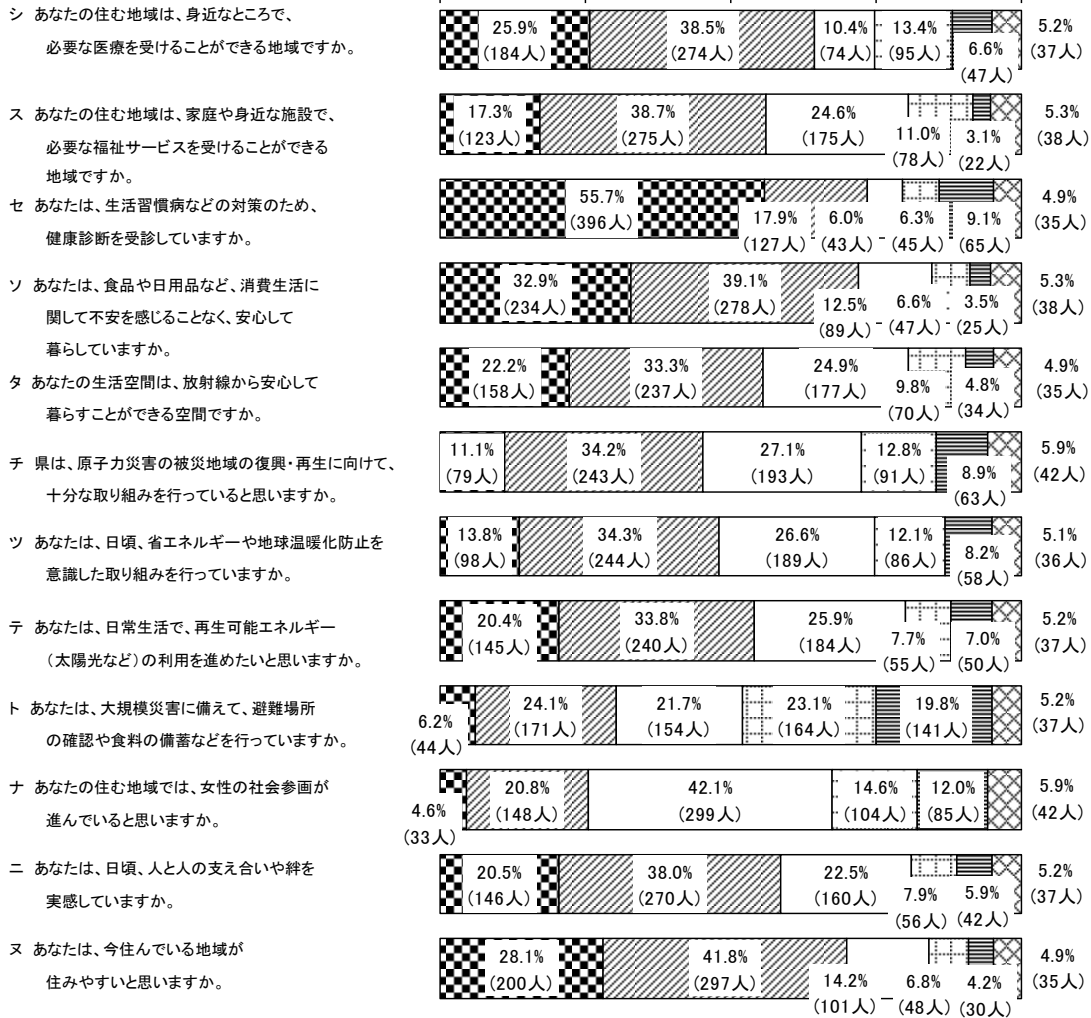 シ あなたの住む地域は、身近なところで、
必要な医療を受けることができる地域ですか。
25.9% 38.5% 10.4% 13.4% 6.6% 5.2%
(184人) (274人) (74人) (95人) (47人) (37人)
ス あなたの住む地域は、家庭や身近な施設で、
必要な福祉サービスを受けることができる
地域ですか。
17.3% 38.7% 24.6% 11.0% 3.1% 5.3%
(123人) (275人) (175人) (78人) (22人) (38人)
セ あなたは、生活習慣病などの対策のため、
健康診断を受診していますか。
55.7% 17.9% 6.0% 6.3% 9.1% 4.9%
(396人) (127人) (43人) (45人) (65人) (35人)
ソ あなたは、食品や日用品など、消費生活に
関して不安を感じることなく、安心して
暮らしていますか。
32.9% 39.1% 12.5% 6.6% 3.5% 5.3%
(234人) (278人) (89人) (47人) (25人) (38人)
タ あなたの生活空間は、放射線から安心して
暮らすことができる空間ですか。
22.2% 33.3% 24.9% 9.8% 4.8% 4.9%
(158人) (237人) (177人) (70人) (34人) (35人)
チ 県は、原子力災害の被災地域の復興・再生に向けて、
十分な取り組みを行っていると思いますか。
11.1% 34.2% 27.1% 12.8% 8.9% 5.9%
(79人) (243人) (193人) (91人) (63人) (42人)
ツ あなたは、日頃、省エネルギーや地球温暖化防止を
意識した取り組みを行っていますか。
13.8% 34.3% 26.6% 12.1% 8.2% 5.1%
(98人) (244人) (189人) (86人) (58人) (36人)
テ あなたは、日常生活で、再生可能エネルギー
(太陽光など)の利用を進めたいと思いますか。
20.4% 33.8% 25.9% 7.7% 7.0% 5.2%
(145人) (240人) (184人) (55人) (50人) (37人)
ト あなたは、大規模災害に備えて、避難場所
の確認や食料の備蓄などを行っていますか。
6.2% 24.1% 21.7% 23.1% 19.8% 5.2%
(44人) (171人) (154人) (164人) (141人) (37人)
ナ あなたの住む地域では、女性の社会参画が
進んでいると思いますか。
4.6% 20.8% 42.1% 14.6% 12.0% 5.9%
(33人) (148人) (299人) (104人) (85人) (42人)
ニ あなたは、日頃、人と人の支え合いや絆を
実感していますか。
20.5% 38.0% 22.5% 7.9% 5.9% 5.2%
(146人) (270人) (160人) (56人) (42人) (37人)
ヌ あなたは、今住んでいる地域が
住みやすいと思いますか。
28.1% 41.8% 14.2% 6.8% 4.2% 4.9%
(200人) (297人) (101人) (48人) (30人) (35人)